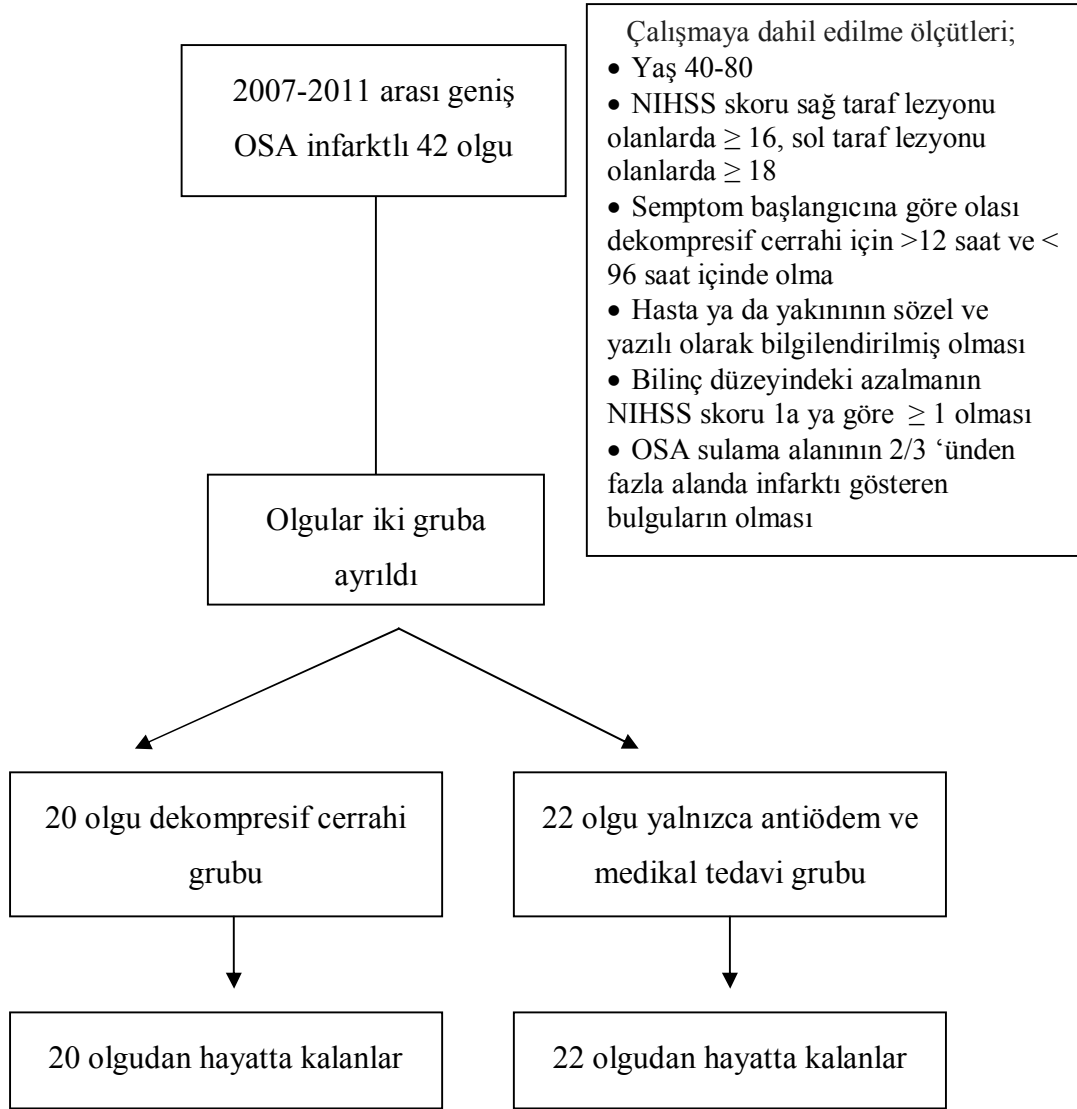 2007-2011 arası geniş
OSA infarktlı 42 olgu
Çalışmaya dahil edilme ölçütleri;
• Yaş 40-80
• NIHSS skoru sağ taraf lezyonu
olanlarda ≥ 16, sol taraf lezyonu
olanlarda ≥ 18
• Semptom başlangıcına göre olası
dekompresif cerrahi için >12 saat ve <
96 saat içinde olma
• Hasta ya da yakınının sözel ve
yazılı olarak bilgilendirilmiş olması
• Bilinç düzeyindeki azalmanın
NIHSS skoru 1a ya göre ≥ 1 olması
• OSA sulama alanının 2/3 ‘ünden
fazla alanda infarktı gösteren
bulguların olması
Olgular iki gruba
ayrıldı
20 olgu dekompresif cerrahi
grubu
22 olgu yalnızca antiödem ve
medikal tedavi grubu
20 olgudan hayatta kalanlar
22 olgudan hayatta kalanlar